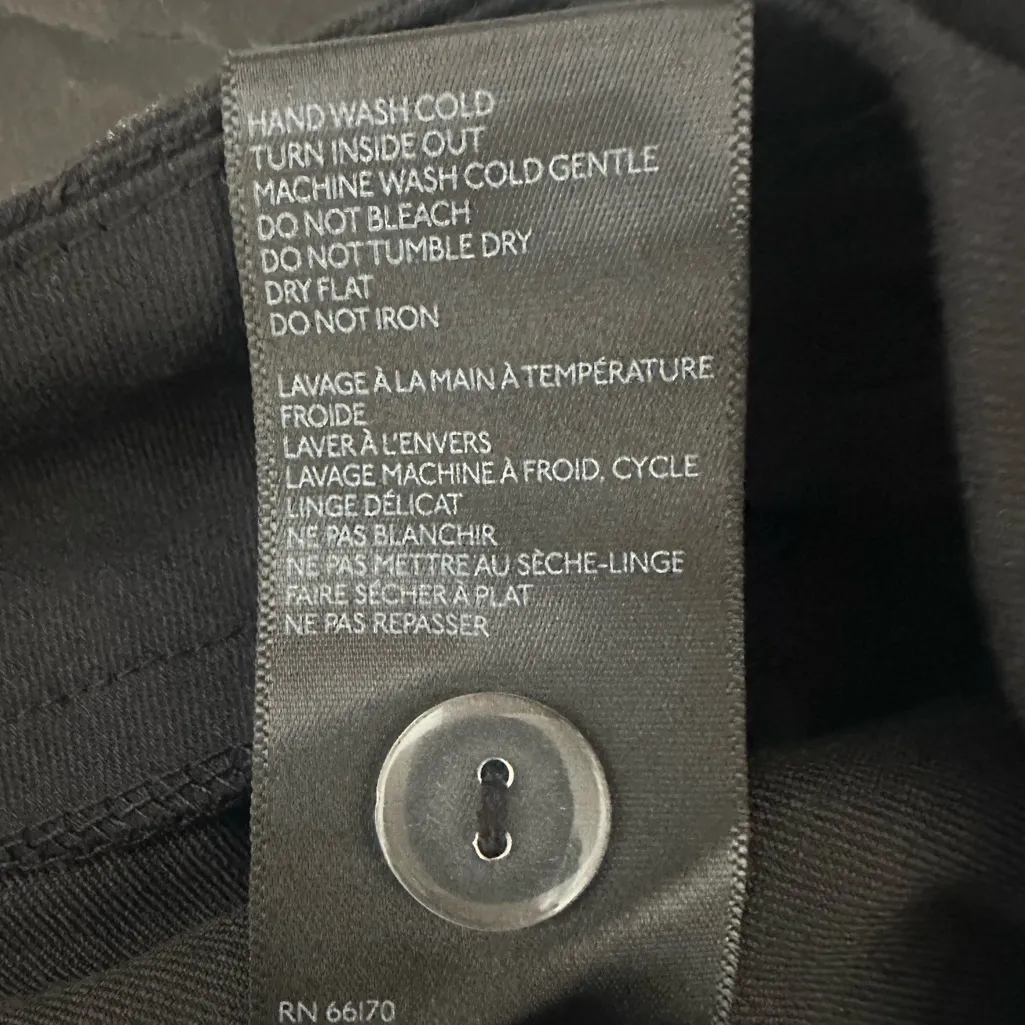 HAND WASH COLD
TURN INSIDE OUT
MACHINE WASH COLD GENTLE
DO NOT BLEACH
DO NOT TUMBLE DRY
DRY FLAT
DO NOT IRON
LAVAGE À LA MAIN À TEMPÉRATURE
FROIDE
LAVER À L'ENVERS
LAVAGE MACHINE À FROID, CYCLE
LINGE DÉLICAT
NE PAS BLANCHIR
NE PAS METTRE AU SÈCHE-LINGE
FAIRE SÉCHER À PLAT
NE PAS REPASSER
RN 66170